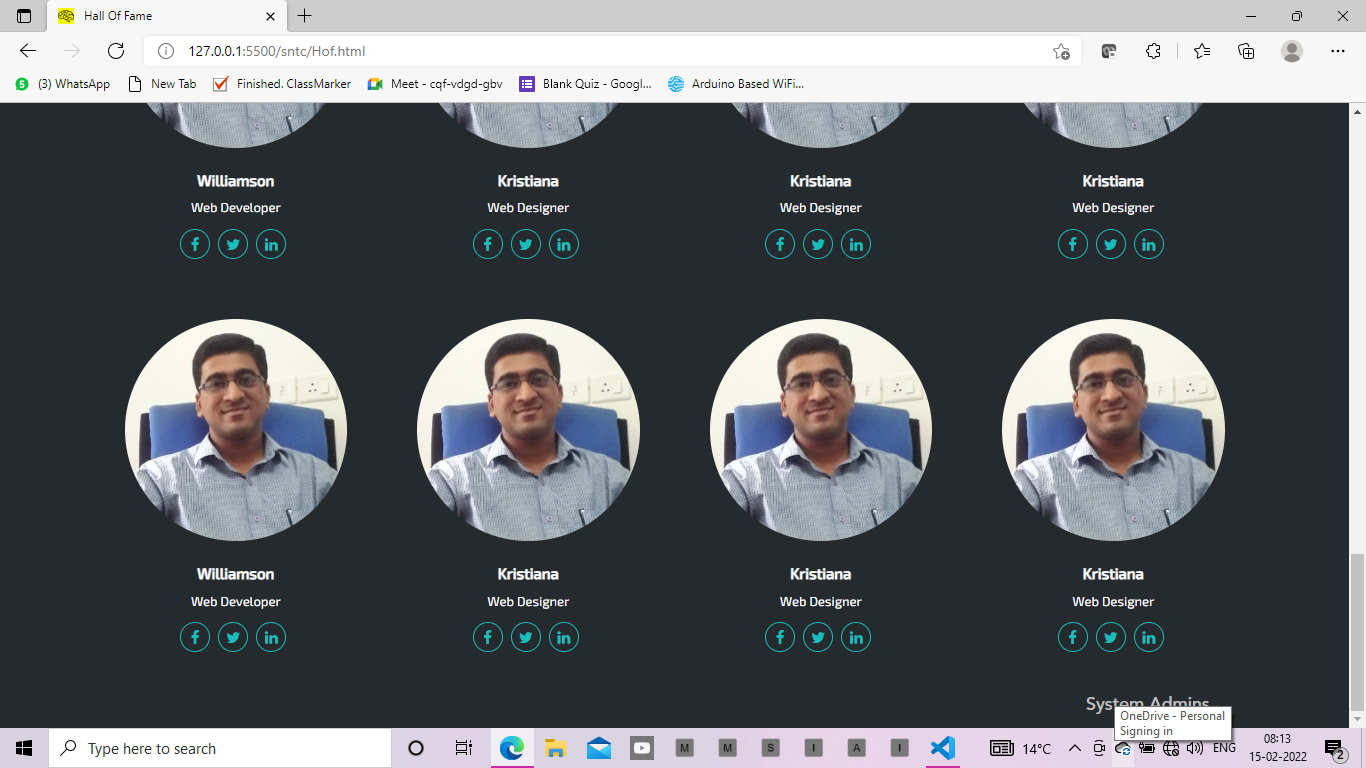 Hall Of Fame
127.0.0.1:5500/sntc/Hof.html
5 (3) WhatsApp New Tab Finished. ClassMarker Meet - cqf-vdgd-gbv Blank Quiz - Googl... Arduino Based WiFi...
Williamson Kristiana Kristiana Kristiana
Web Developer Web Designer Web Designer Web Designer
Williamson Kristiana Kristiana Kristiana
Web Developer Web Designer Web Designer Web Designer
System Admins
OneDrive - Personal
Signing in
Type here to search M M S I A I 14°C ENG 08:13
15-02-2022 2